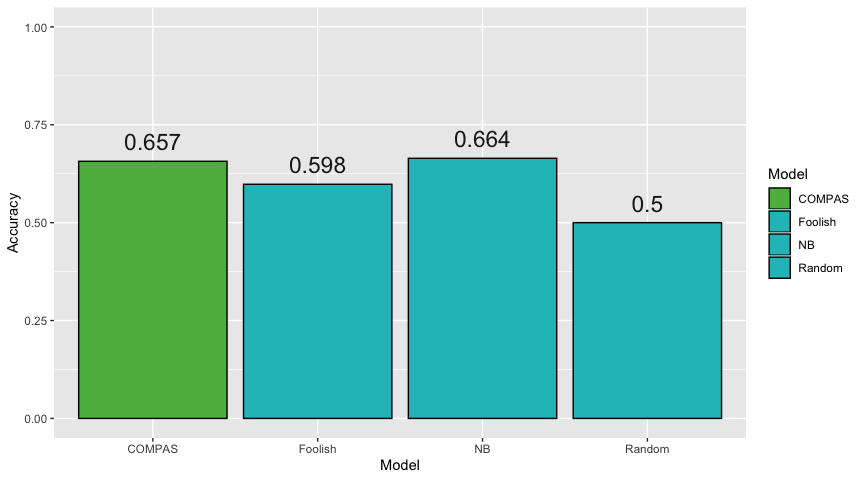 1.00
0.75
0.50
0.25
0.00
Accuracy
0.657
0.598
0.664
0.5
COMPAS
Foolish
NB
Random
Model
Model
COMPAS
Foolish
NB
Random